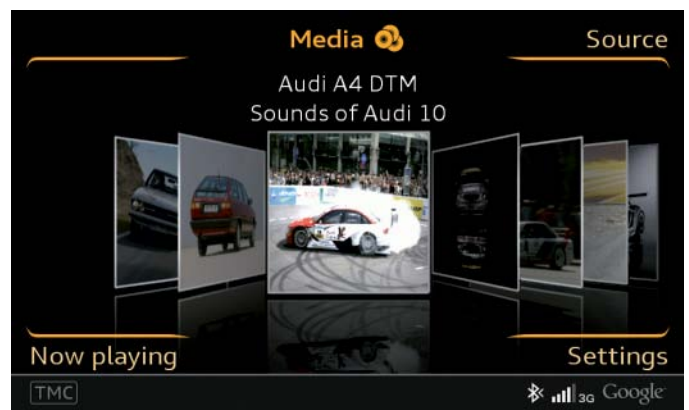 Media
Source
Audi A4 DTM
Sounds of Audi 10
Now playing
Settings
TMC
3G Google